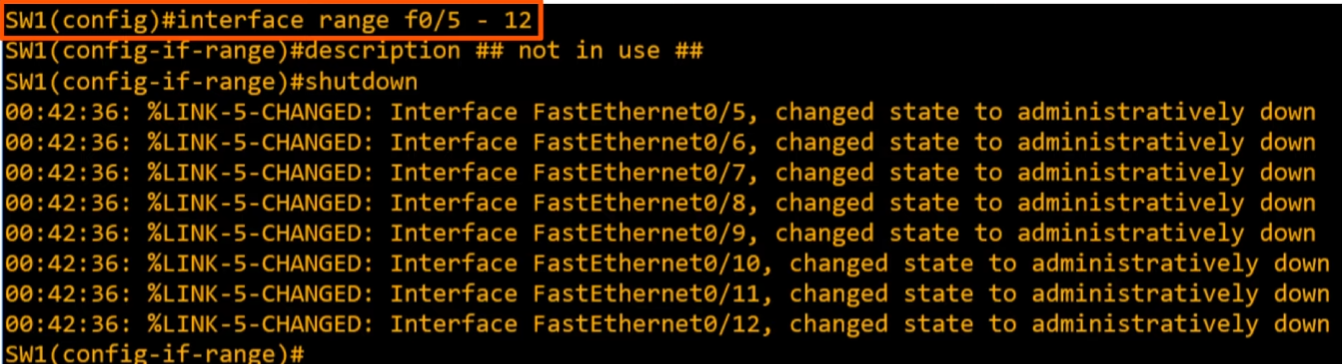 SW1(config)#interface range f0/5 - 12
SW1(config-if-range)#description ## not in use ##
SW1(config-if-range)#shutdown
00:42:36: %LINK-5-CHANGED: Interface FastEthernet0/5, changed state to administratively down
00:42:36: %LINK-5-CHANGED: Interface FastEthernet0/6, changed state to administratively down
00:42:36: %LINK-5-CHANGED: Interface FastEthernet0/7, changed state to administratively down
00:42:36: %LINK-5-CHANGED: Interface FastEthernet0/8, changed state to administratively down
00:42:36: %LINK-5-CHANGED: Interface FastEthernet0/9, changed state to administratively down
00:42:36: %LINK-5-CHANGED: Interface FastEthernet0/10, changed state to administratively down
00:42:36: %LINK-5-CHANGED: Interface FastEthernet0/11, changed state to administratively down
00:42:36: %LINK-5-CHANGED: Interface FastEthernet0/12, changed state to administratively down
SW1(config-if-range)#